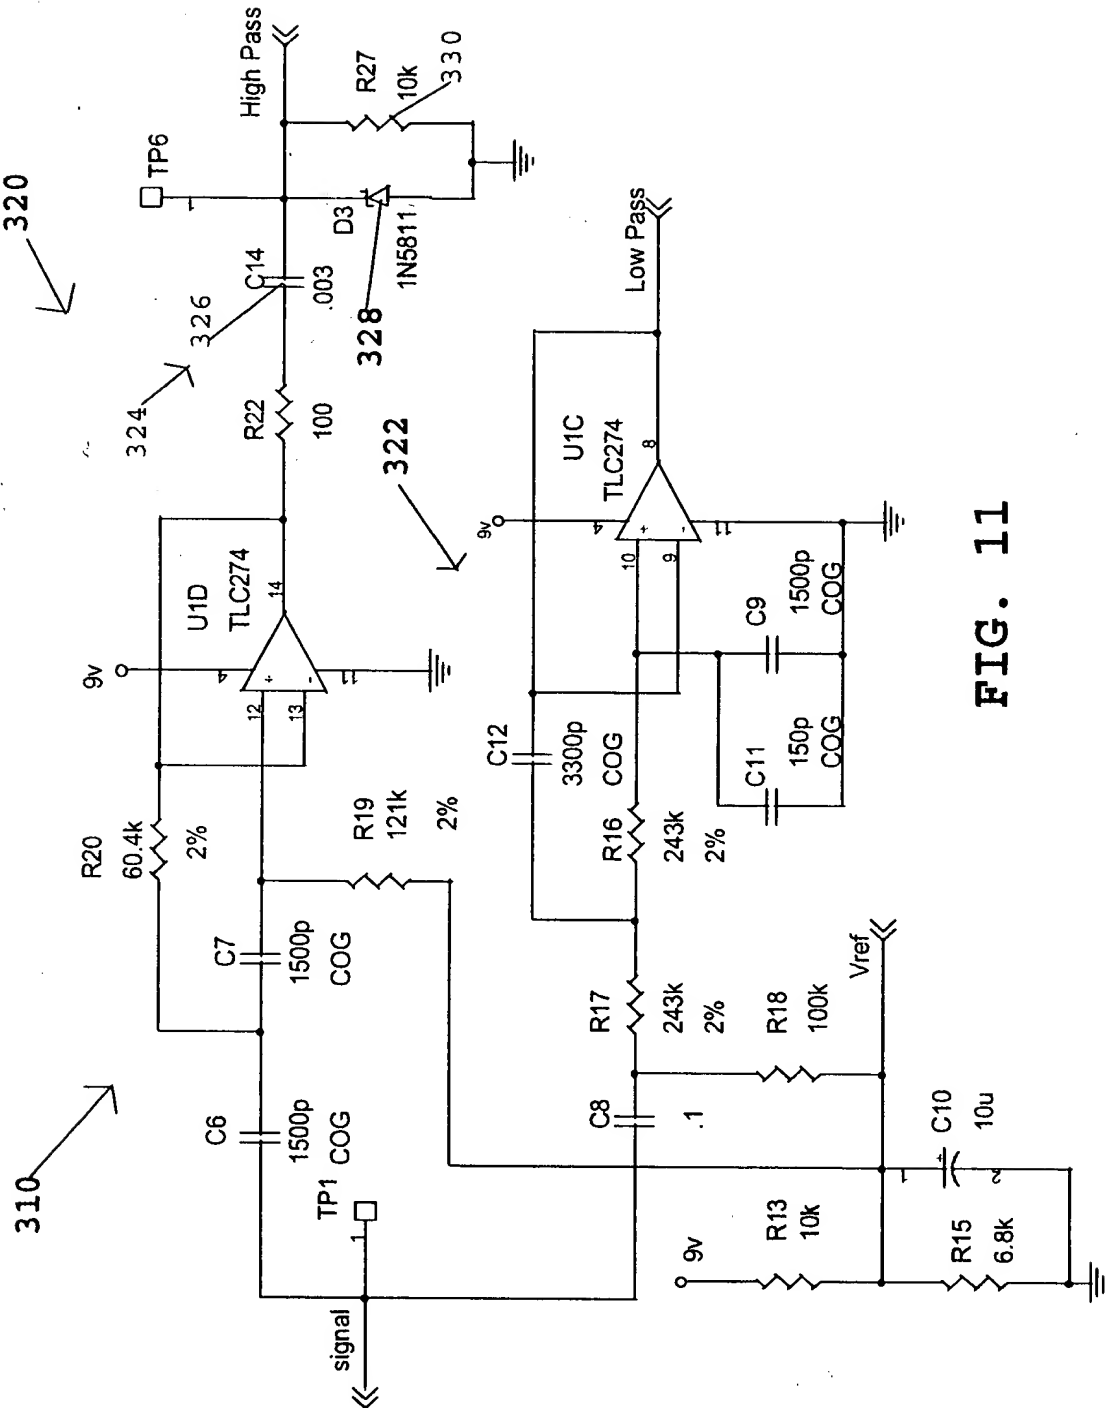 310
320
324
326
322
328
330
signal
TP1
1
C6
1500p
COG
C7
1500p
COG
R20
60.4k
2%
R19
121k
2%
9v
4
12
+
13
-
11
14
U1D
TLC274
R22
100
C14
.003
TP6
1
D3
1N5811
R27
10k
High Pass
C8
.1
R17
243k
2%
R18
100k
R16
243k
2%
C12
3300p
COG
C11
150p
COG
C9
1500p
COG
9v
4
10
+
9
-
11
8
U1C
TLC274
Low Pass
9v
R13
10k
R15
6.8k
1
+
2
C10
10u
Vref
FIG. 11